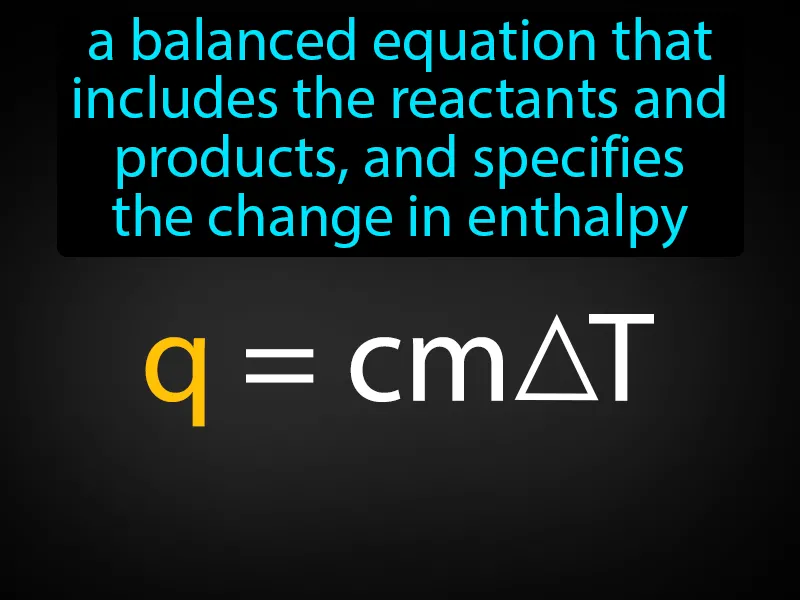 a balanced equation that
includes the reactants and
products, and specifies
the change in enthalpy
q = cm△T